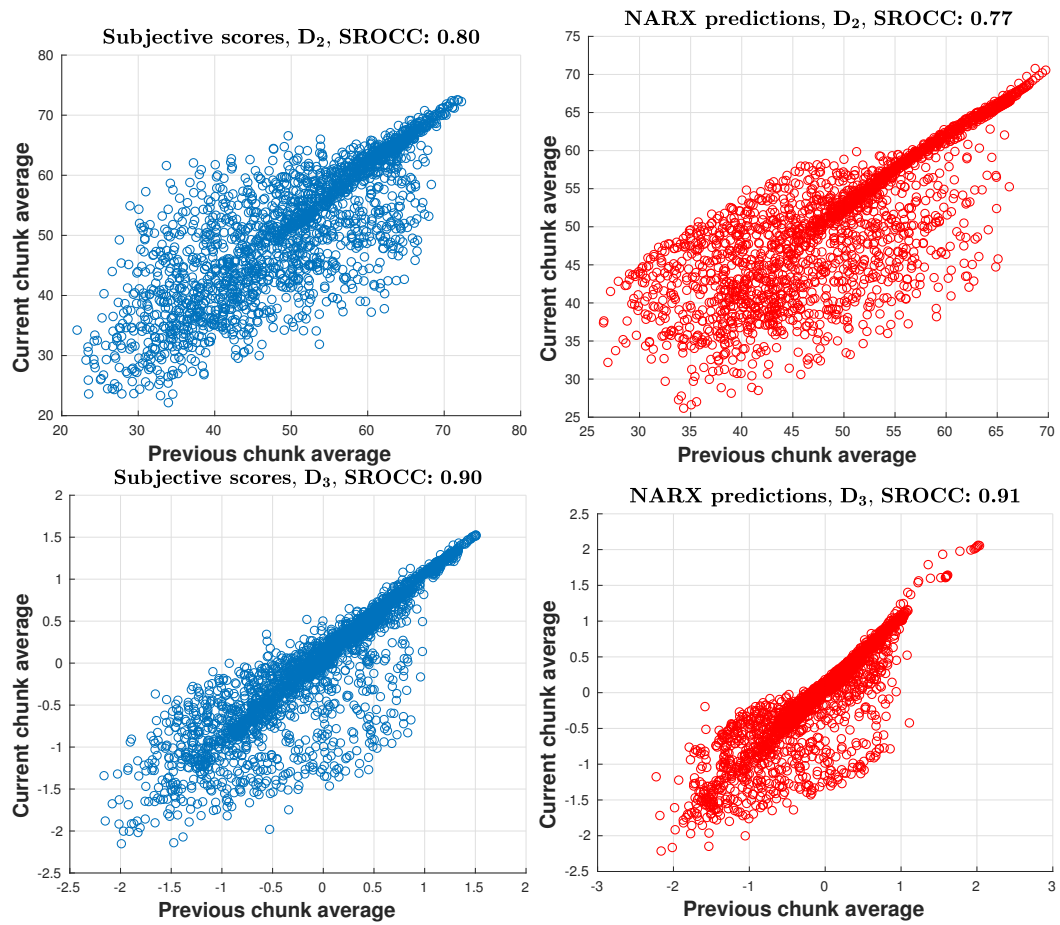 Subjective scores, D₂, SROCC: 0.80
80
70
60
50
40
30
20
20 30 40 50 60 70 80
Current chunk average
Previous chunk average
NARX predictions, D₂, SROCC: 0.77
75
70
65
60
55
50
45
40
35
30
25
25 30 35 40 45 50 55 60 65 70
Current chunk average
Previous chunk average
Subjective scores, D₃, SROCC: 0.90
2
1.5
1
0.5
0
-0.5
-1
-1.5
-2
-2.5
-2.5 -2 -1.5 -1 -0.5 0 0.5 1 1.5 2
Current chunk average
Previous chunk average
NARX predictions, D₃, SROCC: 0.91
2.5
2
1.5
1
0.5
0
-0.5
-1
-1.5
-2
-2.5
-3 -2 -1 0 1 2 3
Current chunk average
Previous chunk average